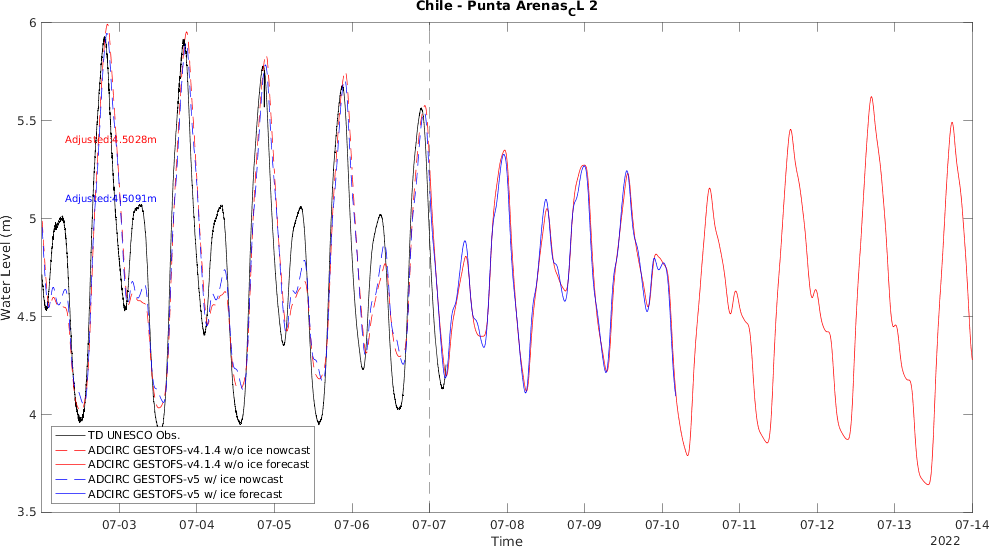 Chile - Punta Arenas_CL 2
6
5.5
5
4.5
4
3.5
Water Level (m)
Adjusted:4.5028m
Adjusted:4.5091m
TD UNESCO Obs.
ADCIRC GESTOFS-v4.1.4 w/o ice nowcast
ADCIRC GESTOFS-v4.1.4 w/o ice forecast
ADCIRC GESTOFS-v5 w/ ice nowcast
ADCIRC GESTOFS-v5 w/ ice forecast
07-03 07-04 07-05 07-06 07-07 07-08 07-09 07-10 07-11 07-12 07-13 07-14
Time
2022